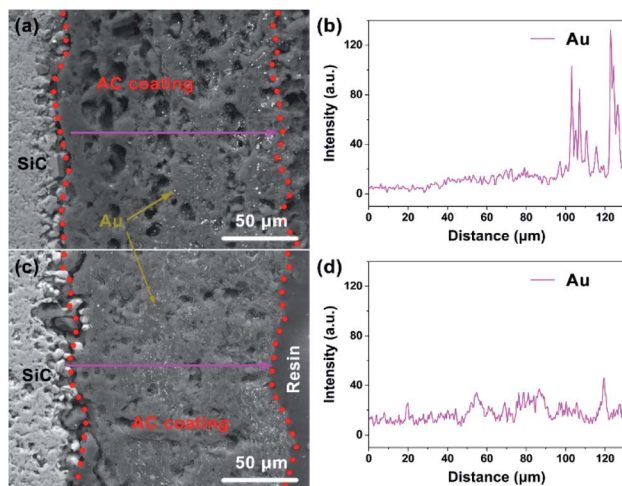 (a)
AC coating
SiC
Au
50 μm
(b)
Au
Intensity (a.u.)
120
80
40
0
0 20 40 60 80 100 120
Distance (μm)
(c)
SiC
Resin
AC coating
50 μm
(d)
Au
Intensity (a.u.)
120
80
40
0
0 20 40 60 80 100 120
Distance (μm)